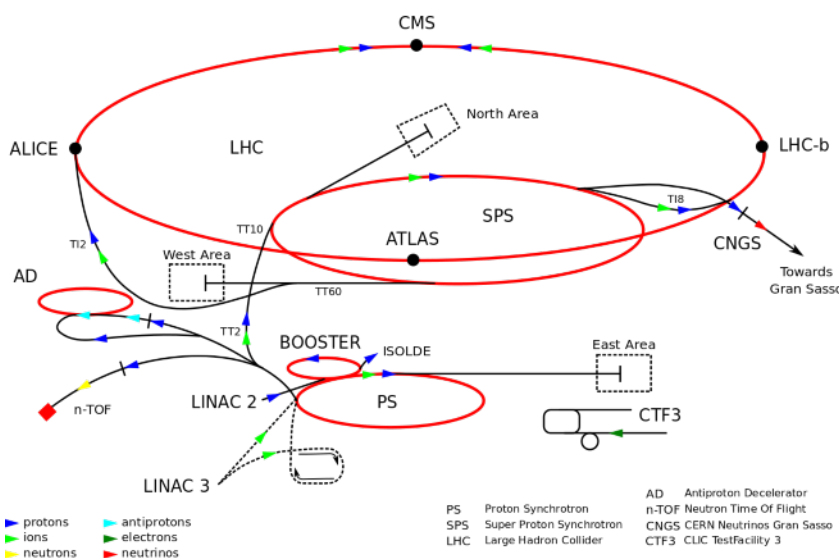 CMS
North Area
ALICE
LHC
LHC-b
SPS
TI8
TT10
ATLAS
CNGS
TI2
West Area
Towards
Gran Sasso
AD
TT60
TT2
BOOSTER
ISOLDE
East Area
LINAC 2
PS
n-TOF
CTF3
LINAC 3
protons
ions
neutrons
antiprotons
electrons
neutrinos
PS Proton Synchrotron
SPS Super Proton Synchrotron
LHC Large Hadron Collider
AD Antiproton Decelerator
n-TOF Neutron Time Of Flight
CNGS CERN Neutrinos Gran Sasso
CTF3 CLIC TestFacility 3